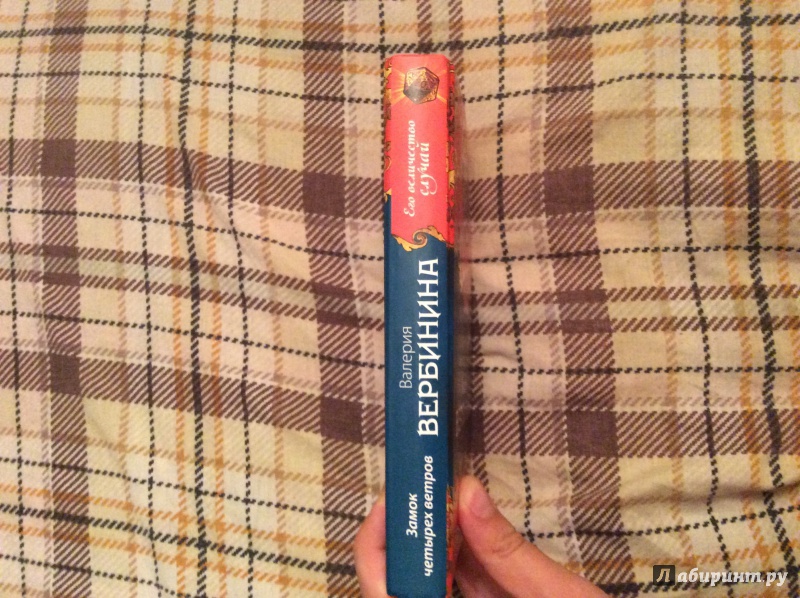 Его величество
случай
Валерия
ВЕРБИНИНА
Замок
четырех ветров
Лабиринт.ру